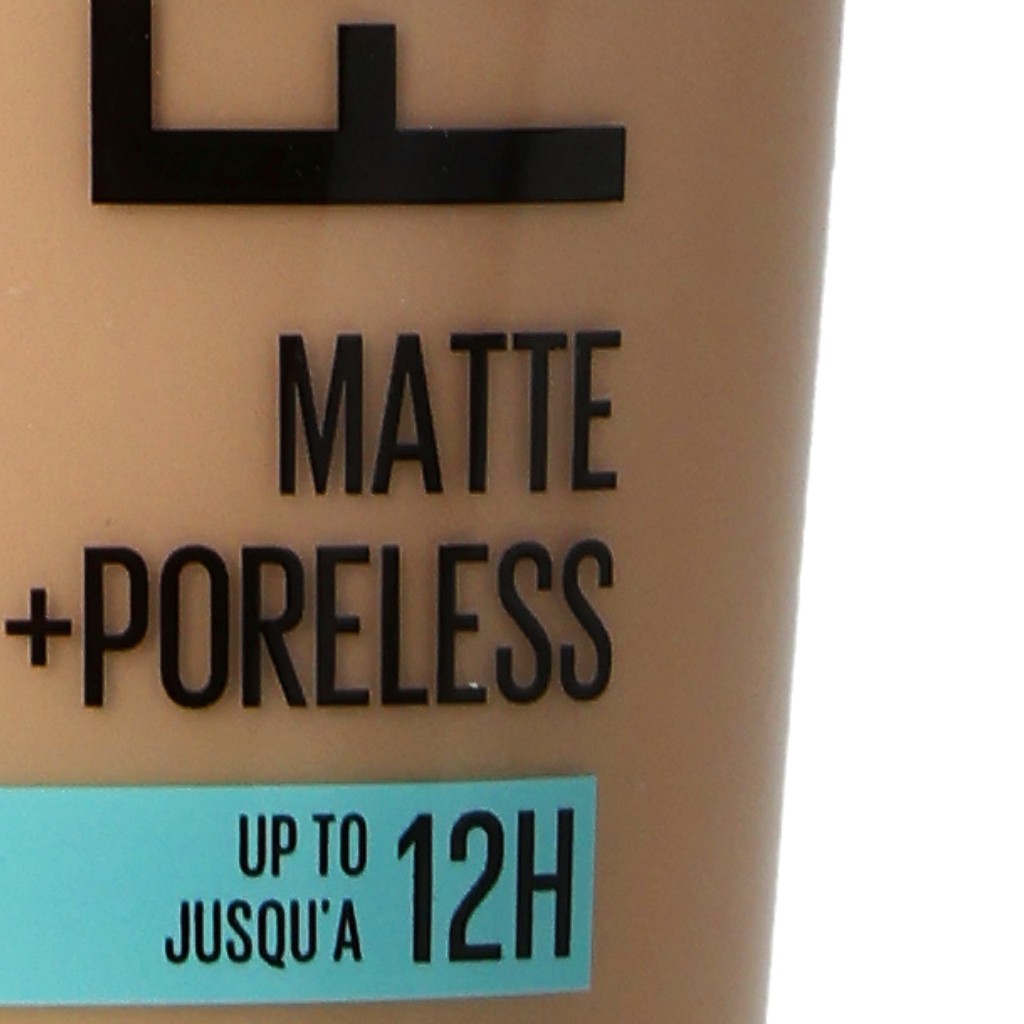 F
MATTE
+PORELESS
UP TO 12H
JUSQU'A